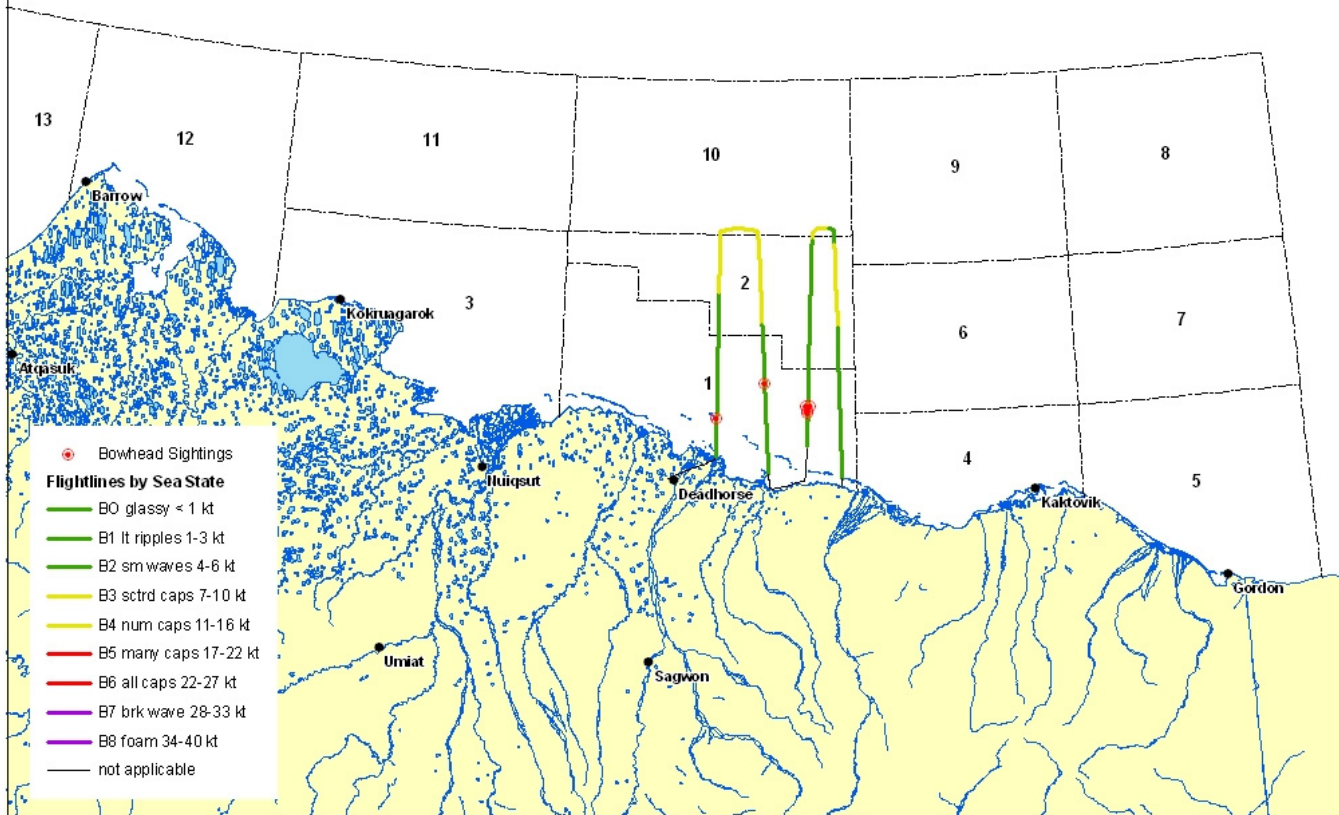 13
12
11
10
9
8
Barrow
3
Kokruagarok
2
6
7
Atqasuk
1
Bowhead Sightings
Flightlines by Sea State
B0 glassy < 1 kt
B1 lt ripples 1-3 kt
B2 sm waves 4-6 kt
B3 sctrd caps 7-10 kt
B4 num caps 11-16 kt
B5 many caps 17-22 kt
B6 all caps 22-27 kt
B7 brk wave 28-33 kt
B8 foam 34-40 kt
not applicable
Nuiqsut
Deadhorse
4
Kaktovik
5
Gordon
Umiat
Sagwon